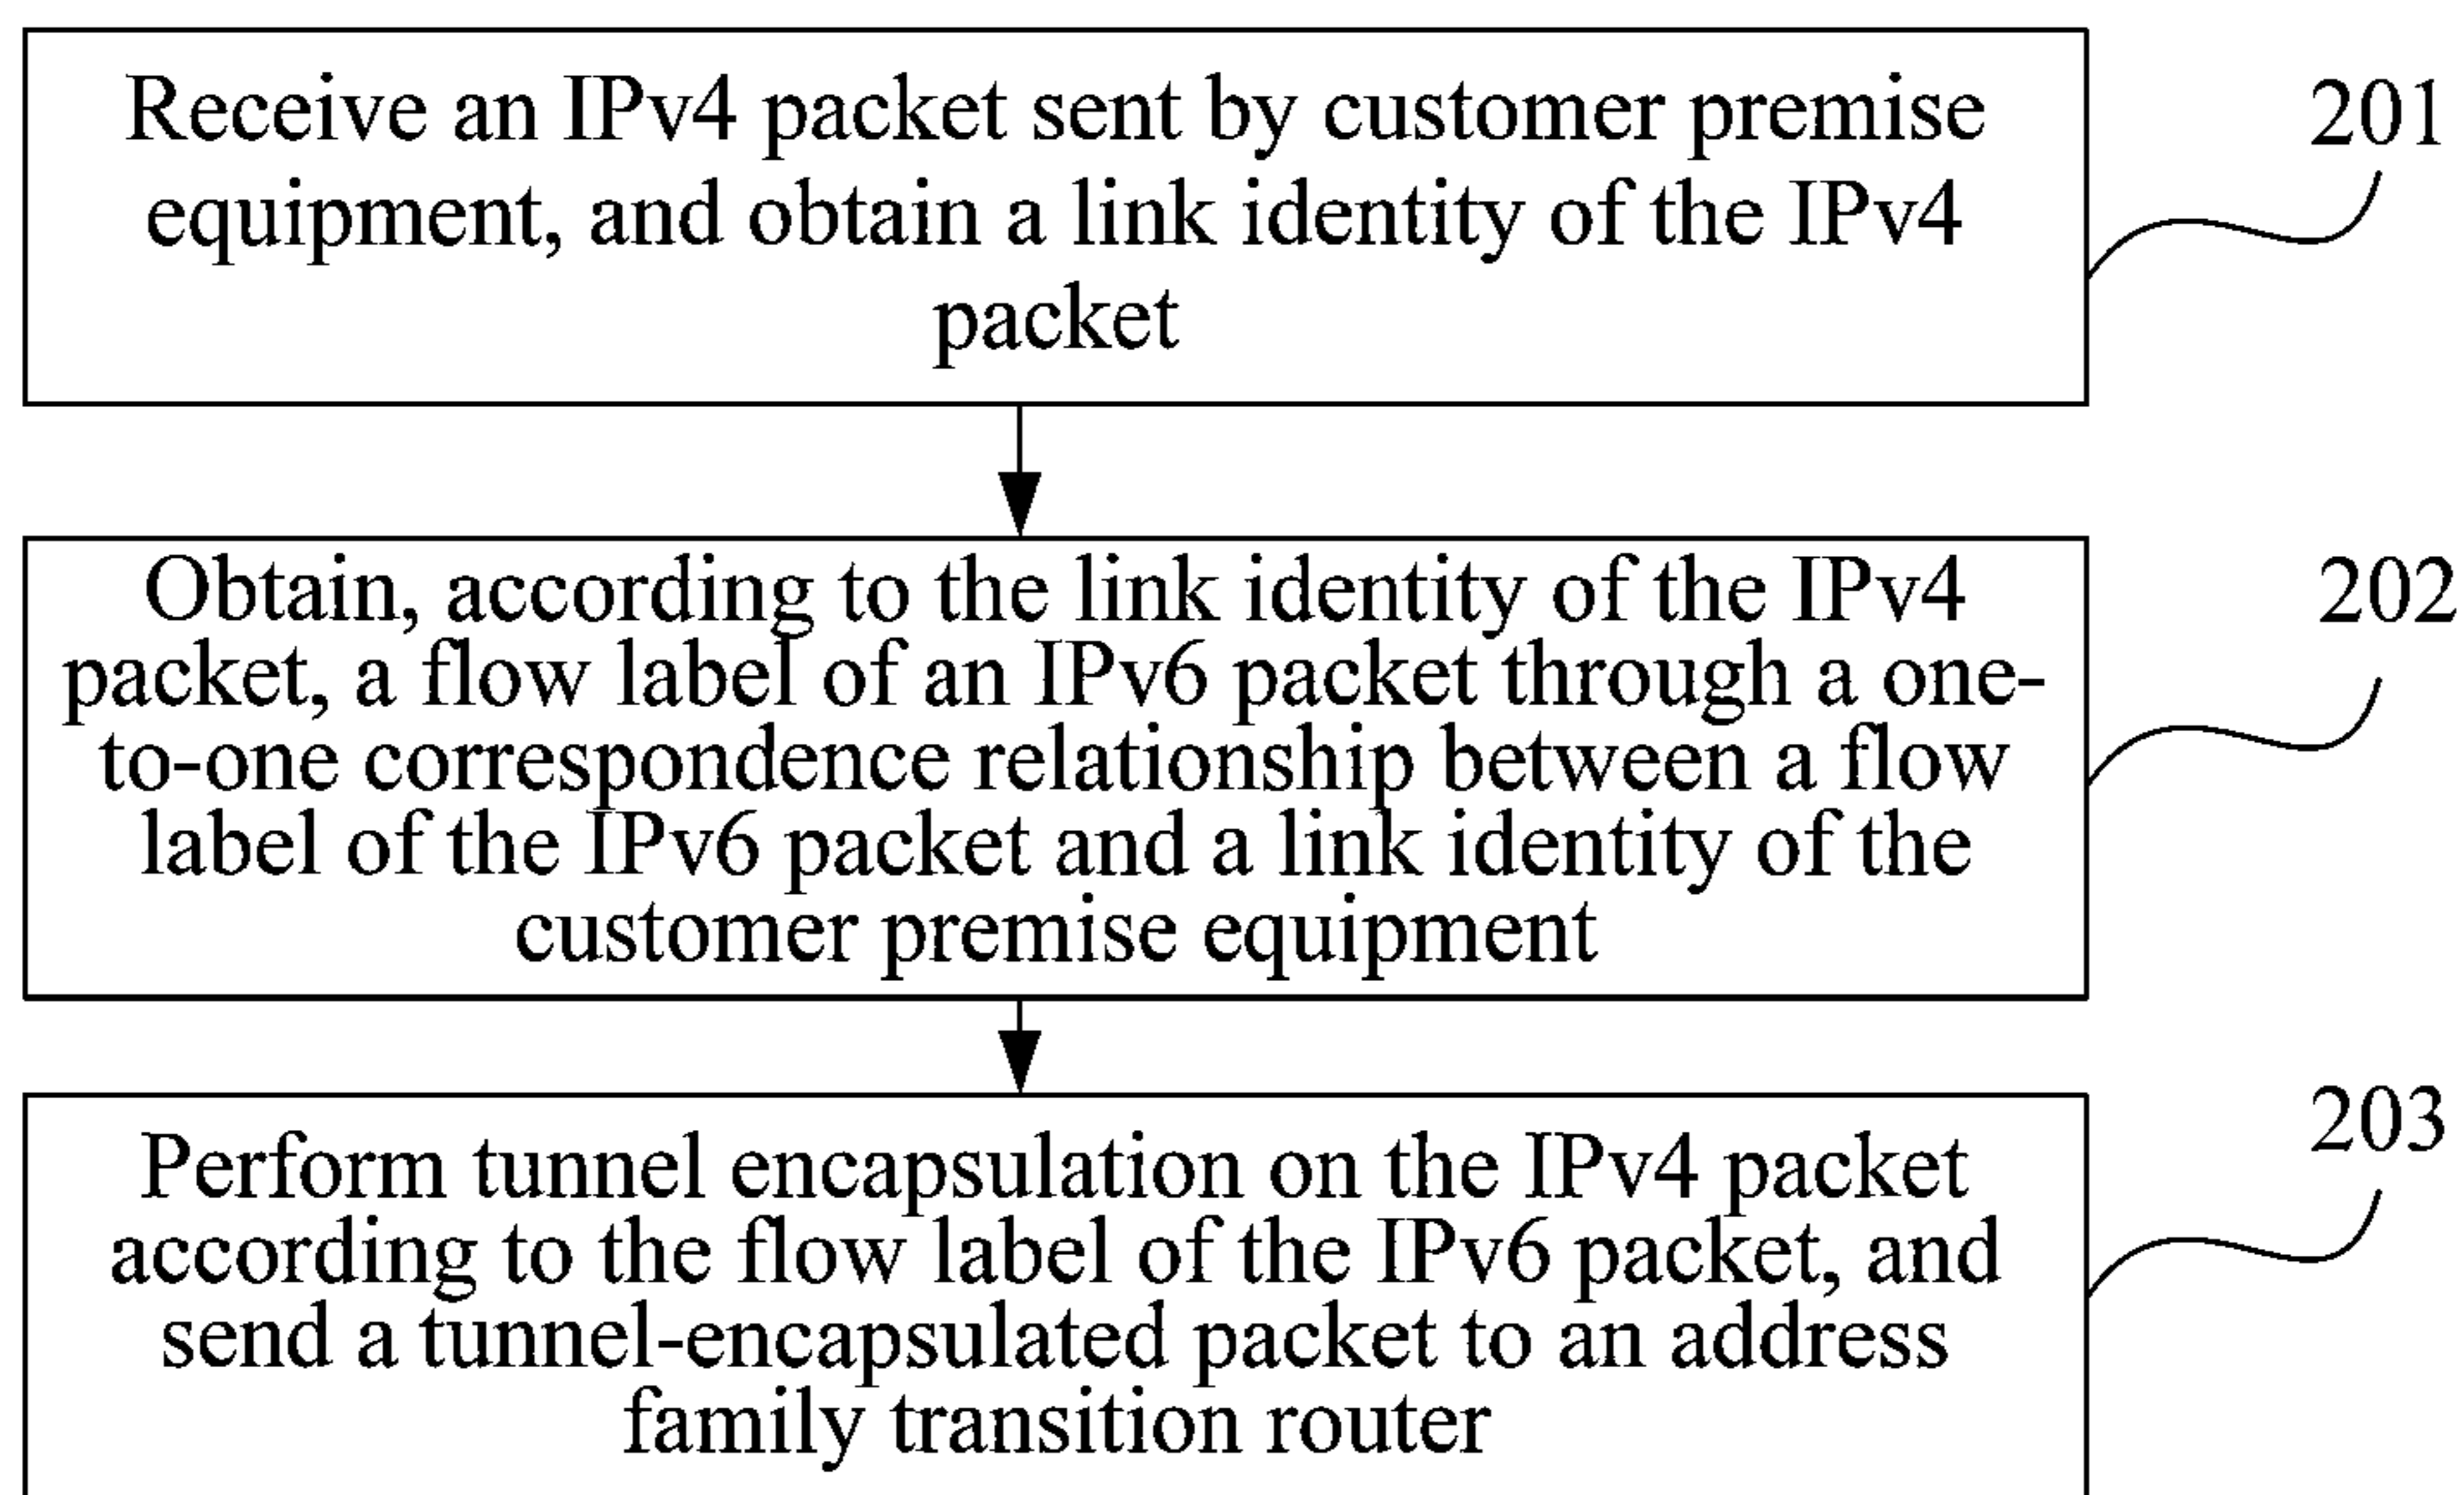 Receive an IPv4 packet sent by customer premise
equipment, and obtain a link identity of the IPv4
packet
201
Obtain, according to the link identity of the IPv4
packet, a flow label of an IPv6 packet through a one-
to-one correspondence relationship between a flow
label of the IPv6 packet and a link identity of the
customer premise equipment
202
Perform tunnel encapsulation on the IPv4 packet
according to the flow label of the IPv6 packet, and
send a tunnel-encapsulated packet to an address
family transition router
203